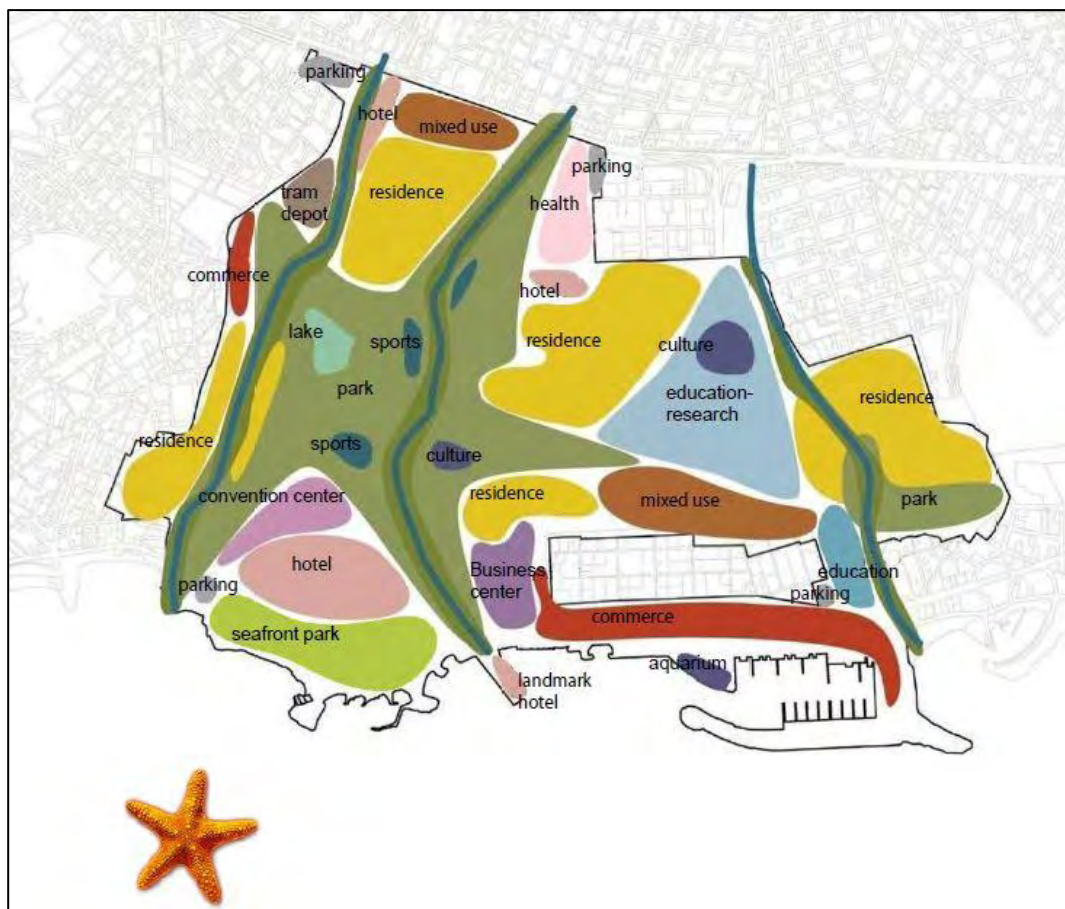 parking
hotel
mixed use
parking
tram
depot
residence
health
commerce
hotel
lake
sports
residence
culture
park
education-
research
residence
residence
sports
culture
convention center
residence
mixed use
park
hotel
Business
center
education
parking
parking
commerce
seafront park
aquarium
landmark
hotel